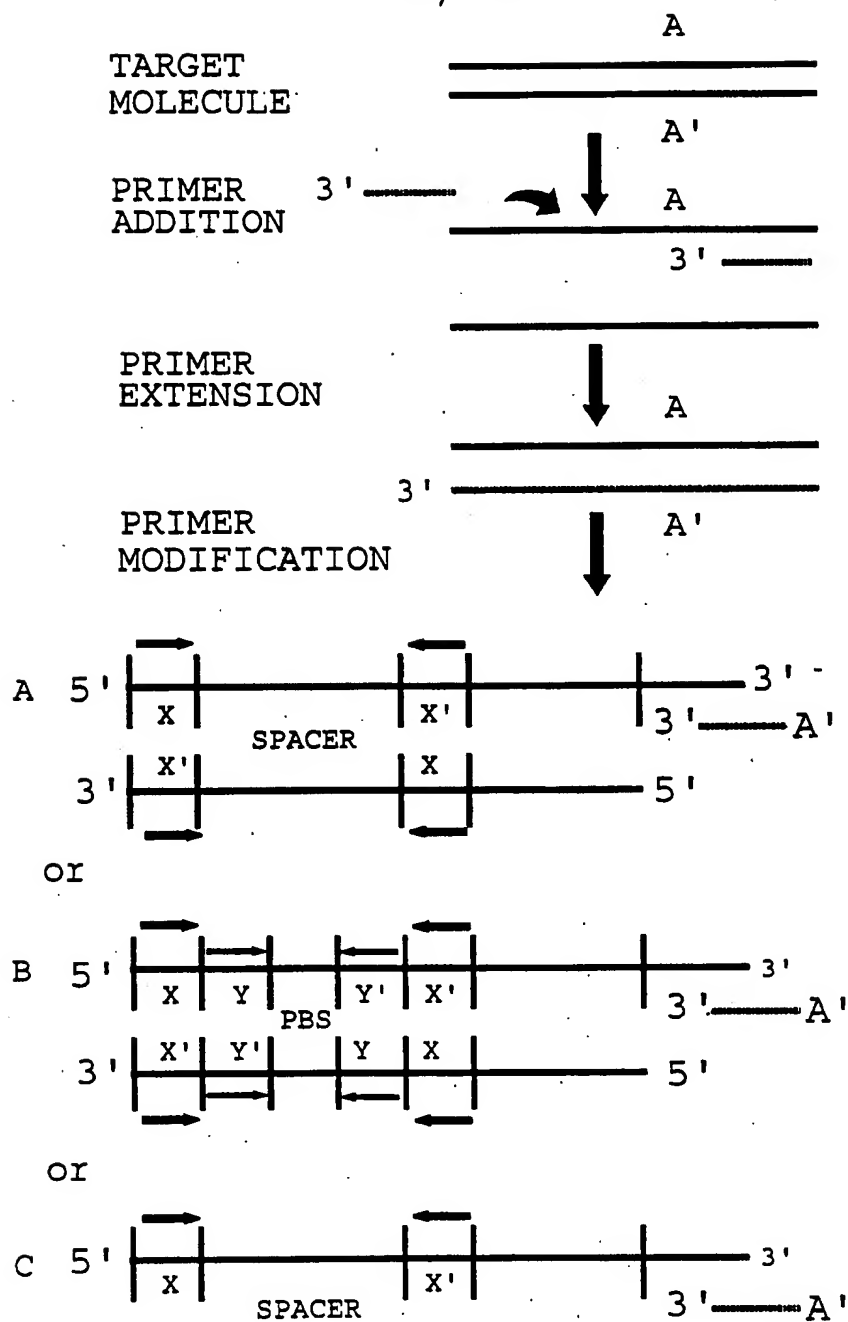 A
TARGET
MOLECULE
A'
PRIMER
ADDITION
3'
A
3'
PRIMER
EXTENSION
A
3'
A'
PRIMER
MODIFICATION
A 5' 3'
X X' 3' A'
SPACER
X' X
3' 5'
or
B 5' 3'
X Y Y' X' 3' A'
PBS
X' Y' Y X
3' 5'
or
C 5' 3'
X X' 3' A'
SPACER